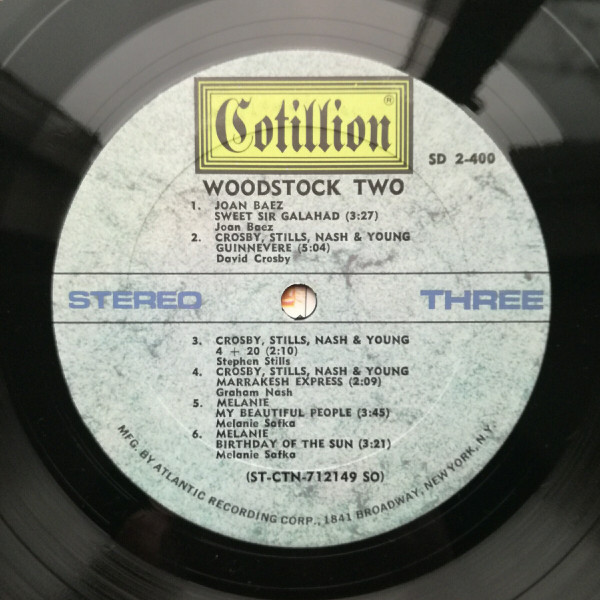 Cotillion ®
SD 2-400
WOODSTOCK TWO
1. JOAN BAEZ
SWEET SIR GALAHAD (3:27)
Joan Baez
2. CROSBY, STILLS, NASH & YOUNG
GUINNEVERE (5:04)
David Crosby
STEREO THREE
3. CROSBY, STILLS, NASH & YOUNG
4 + 20 (2:10)
Stephen Stills
4. CROSBY, STILLS, NASH & YOUNG
MARRAKESH EXPRESS (2:09)
Graham Nash
5. MELANIE
MY BEAUTIFUL PEOPLE (3:45)
Melanie Safka
6. MELANIE
BIRTHDAY OF THE SUN (3:21)
Melanie Safka
(ST-CTN-712149 SO)
MFG. BY ATLANTIC RECORDING CORP., 1841 BROADWAY, NEW YORK, N.Y.